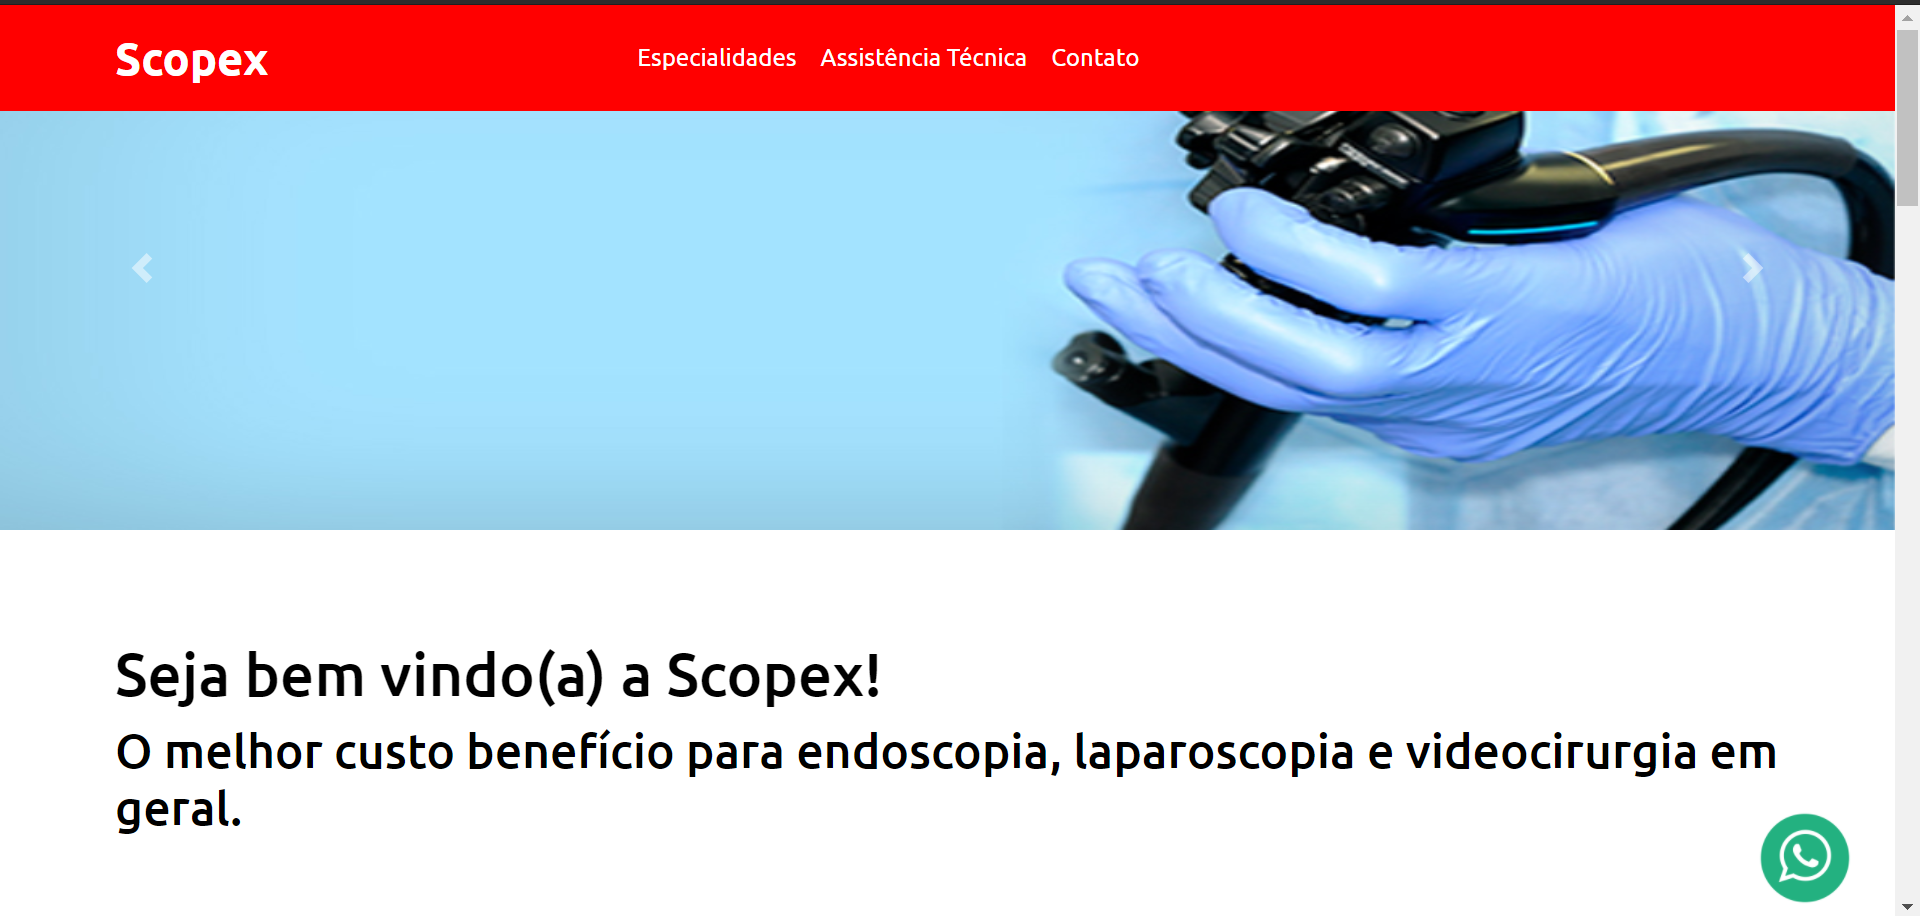 Scopex
Especialidades Assistência Técnica Contato
Seja bem vindo(a) a Scopex!
O melhor custo benefício para endoscopia, laparoscopia e videocirurgia em
geral.